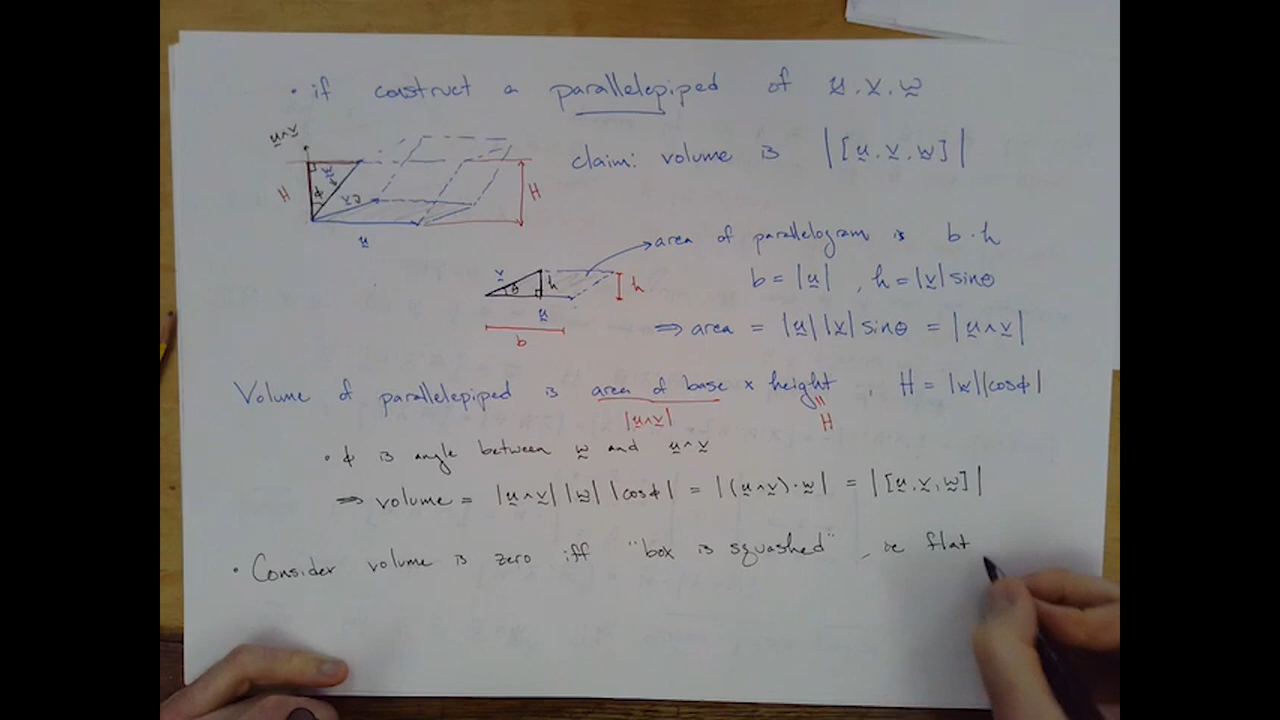 • if construct a parallelepiped of u, v, w
u∧v
claim: volume is |[u, v, w]|
H φ w v H
u
area of parallelogram is b·h
v θ h h
b = |u| , h = |v| sinθ
u
⇒ area = |u| |v| sinθ = |u∧v|
b
Volume of parallelepiped is area of base × height , H = |w||cosφ|
|u∧v| H
• φ is angle between w and u∧v
⇒ volume = |u∧v| |w| |cosφ| = |(u∧v)·w| = |[u, v, w]|
• Consider volume is zero iff "box is squashed" , ie flat